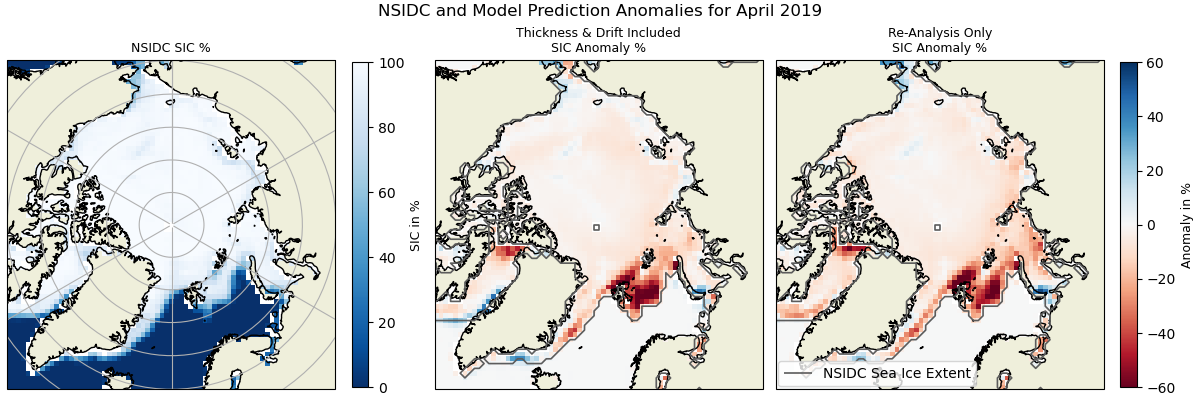 NSIDC and Model Prediction Anomalies for April 2019
NSIDC SIC %
Thickness & Drift Included
SIC Anomaly %
Re-Analysis Only
SIC Anomaly %
100
80
60
40
20
0
SIC in %
60
40
20
0
−20
−40
−60
Anomaly in %
NSIDC Sea Ice Extent